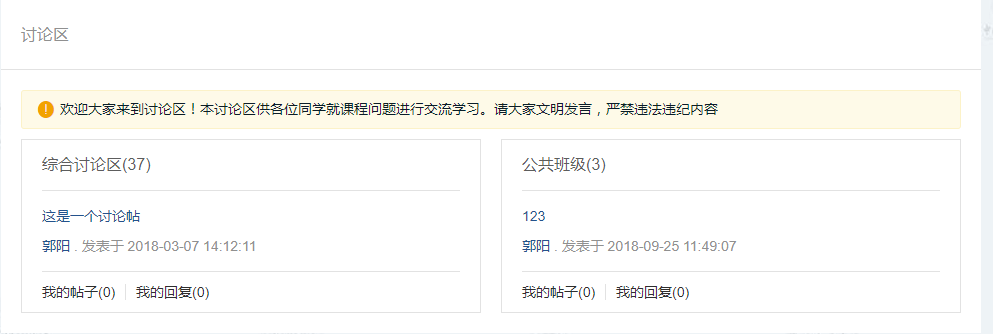 讨论区
欢迎大家来到讨论区！本讨论区供各位同学就课程问题进行交流学习。请大家文明发言，严禁违法违纪内容
综合讨论区(37)
这是一个讨论帖
郭阳 . 发表于 2018-03-07 14:12:11
我的帖子(0) 我的回复(0)
公共班级(3)
123
郭阳 . 发表于 2018-09-25 11:49:07
我的帖子(0) 我的回复(0)